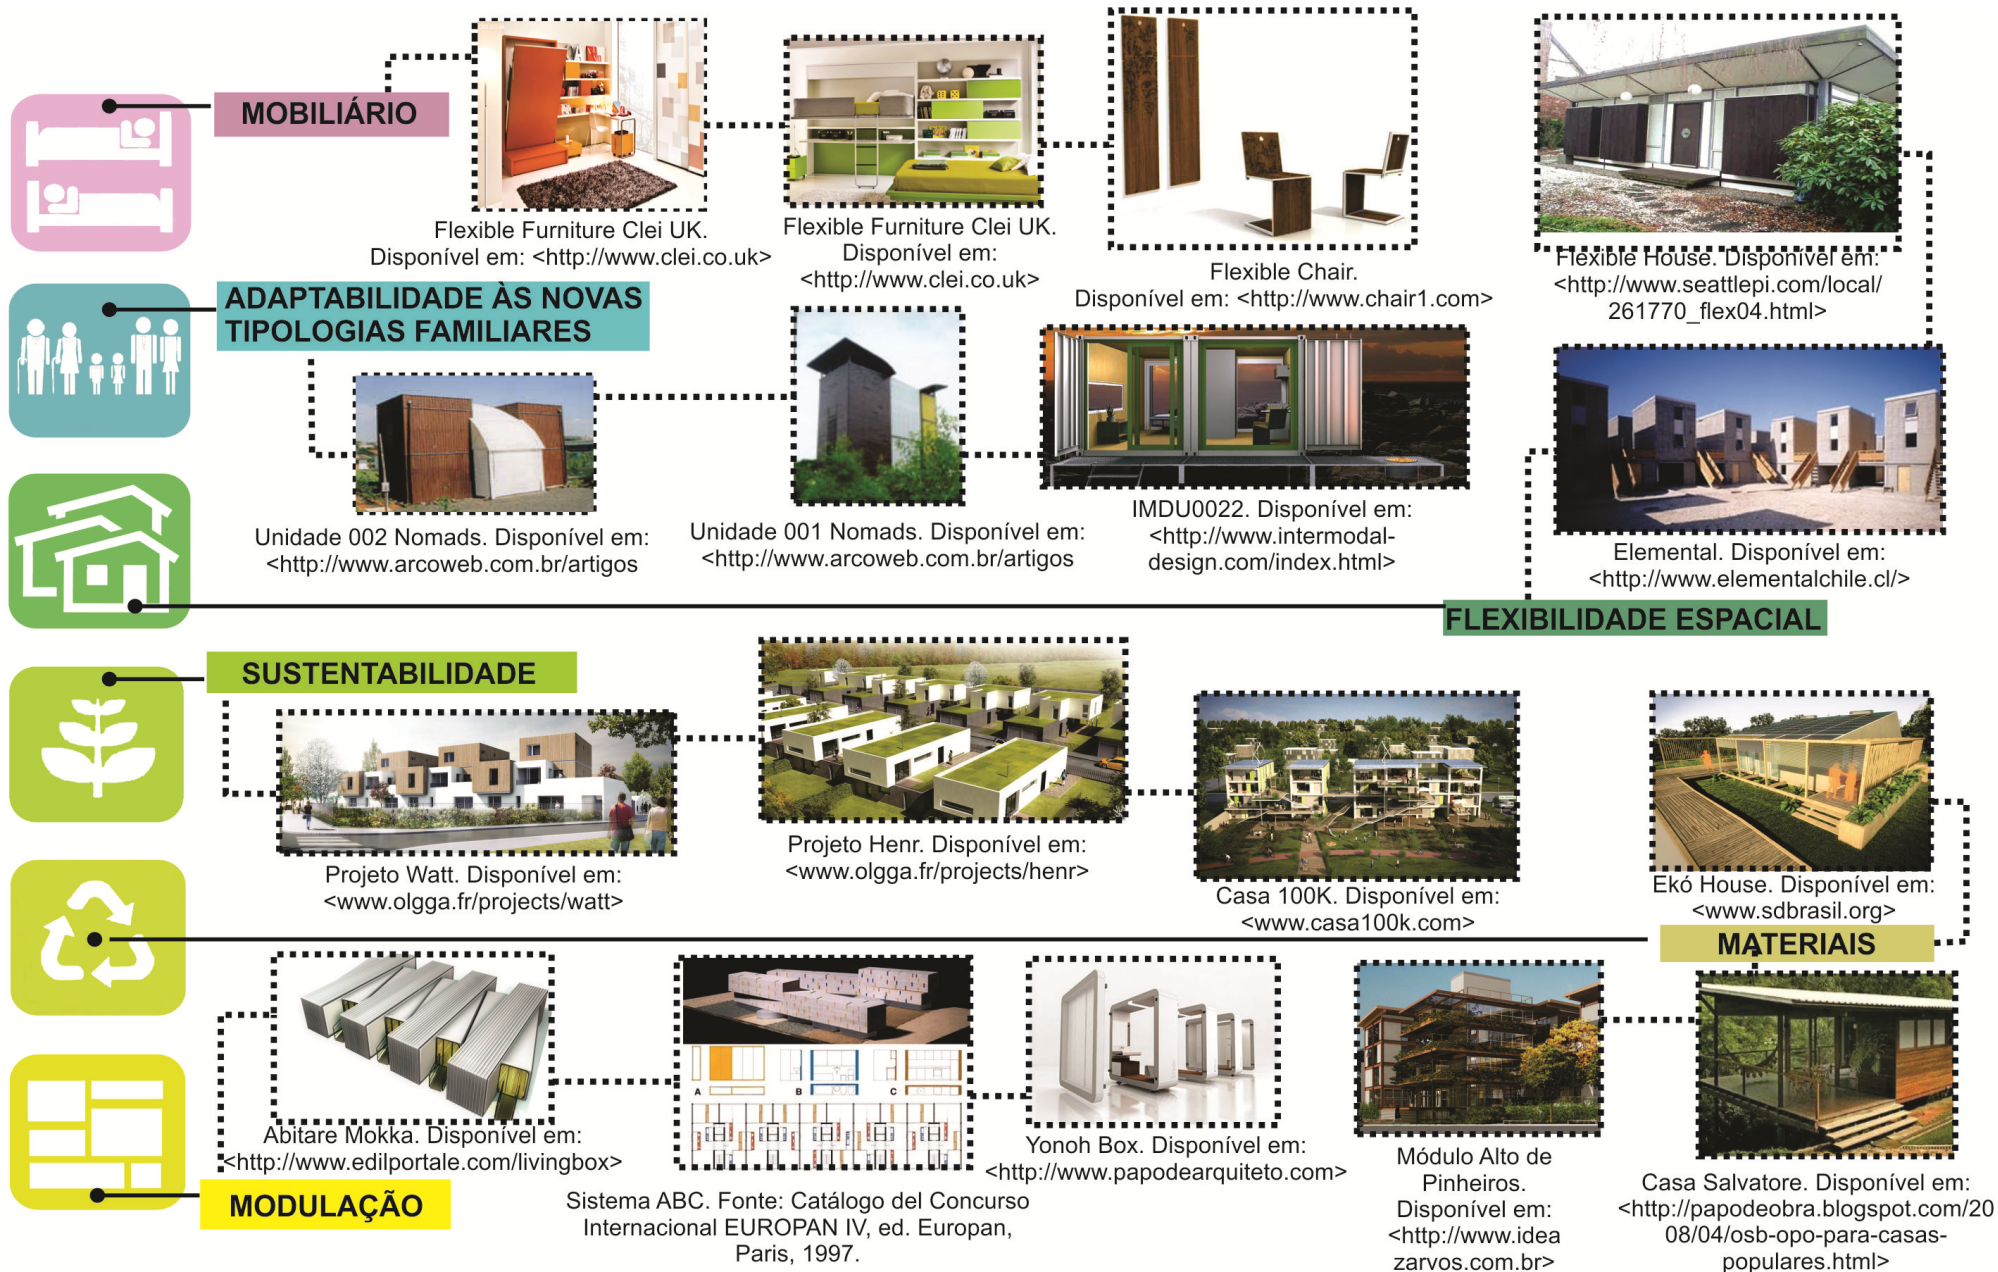 MOBILIÁRIO
Flexible Furniture Clei UK.
Disponível em: <http://www.clei.co.uk>
Flexible Furniture Clei UK.
Disponível em:
<http://www.clei.co.uk>
Flexible Chair.
Disponível em: <http://www.chair1.com>
Flexible House. Disponível em:
<http://www.seattlepi.com/local/
261770_flex04.html>
ADAPTABILIDADE ÀS NOVAS
TIPOLOGIAS FAMILIARES
Unidade 002 Nomads. Disponível em:
<http://www.arcoweb.com.br/artigos
Unidade 001 Nomads. Disponível em:
<http://www.arcoweb.com.br/artigos
IMDU0022. Disponível em:
<http://www.intermodal-
design.com/index.html>
Elemental. Disponível em:
<http://www.elementalchile.cl/>
FLEXIBILIDADE ESPACIAL
SUSTENTABILIDADE
Projeto Watt. Disponível em:
<www.olgga.fr/projects/watt>
Projeto Henr. Disponível em:
<www.olgga.fr/projects/henr>
Casa 100K. Disponível em:
<www.casa100k.com>
Ekó House. Disponível em:
<www.sdbrasil.org>
MATERIAIS
Abitare Mokka. Disponível em:
<http://www.edilportale.com/livingbox>
A
B
C
Sistema ABC. Fonte: Catálogo del Concurso
Internacional EUROPAN IV, ed. Europan,
Paris, 1997.
Yonoh Box. Disponível em:
<http://www.papodearquiteto.com>
Módulo Alto de
Pinheiros.
Disponível em:
<http://www.idea
zarvos.com.br>
Casa Salvatore. Disponível em:
<http://papodeobra.blogspot.com/20
08/04/osb-opo-para-casas-
populares.html>
MODULAÇÃO